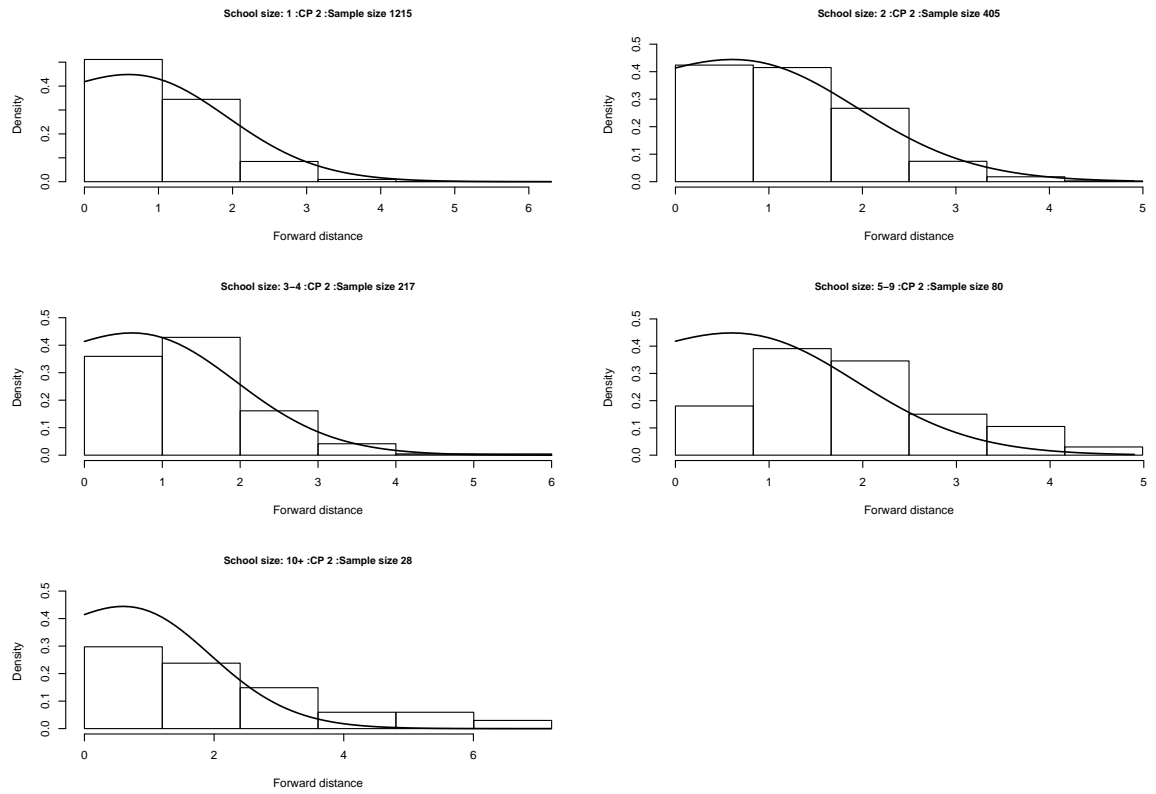 School size: 1 :CP 2 :Sample size 1215
Density
0.0 0.2 0.4
0 1 2 3 4 5 6
Forward distance
School size: 2 :CP 2 :Sample size 405
Density
0.0 0.1 0.2 0.3 0.4 0.5
0 1 2 3 4 5
Forward distance
School size: 3−4 :CP 2 :Sample size 217
Density
0.0 0.1 0.2 0.3 0.4 0.5
0 1 2 3 4 5 6
Forward distance
School size: 5−9 :CP 2 :Sample size 80
Density
0.0 0.1 0.2 0.3 0.4 0.5
0 1 2 3 4 5
Forward distance
School size: 10+ :CP 2 :Sample size 28
Density
0.0 0.1 0.2 0.3 0.4 0.5
0 2 4 6
Forward distance